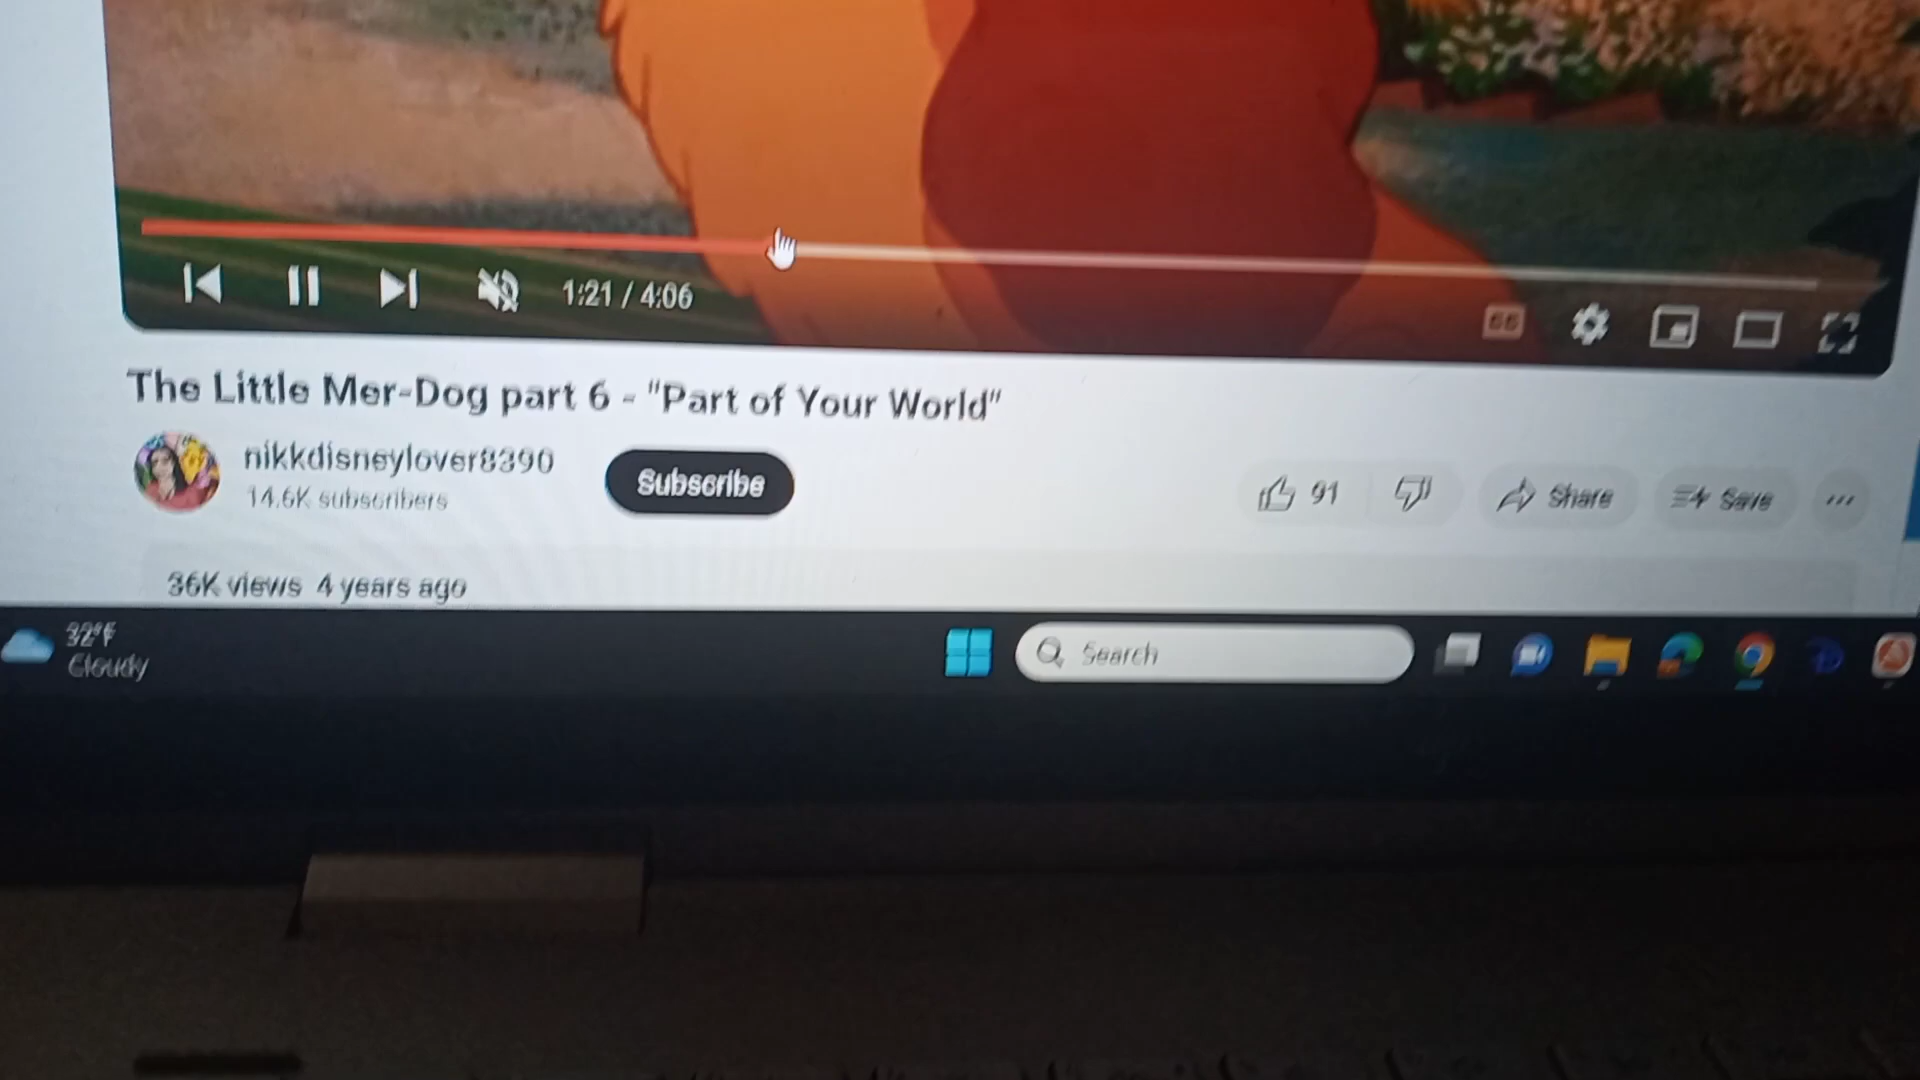 1:21 / 4:06
The Little Mer-Dog part 6 - "Part of Your World"
nikkdisneylover8390
Subscribe
14.6K subscribers
91
Share
Save
36K views 4 years ago
32°F
Cloudy
Search